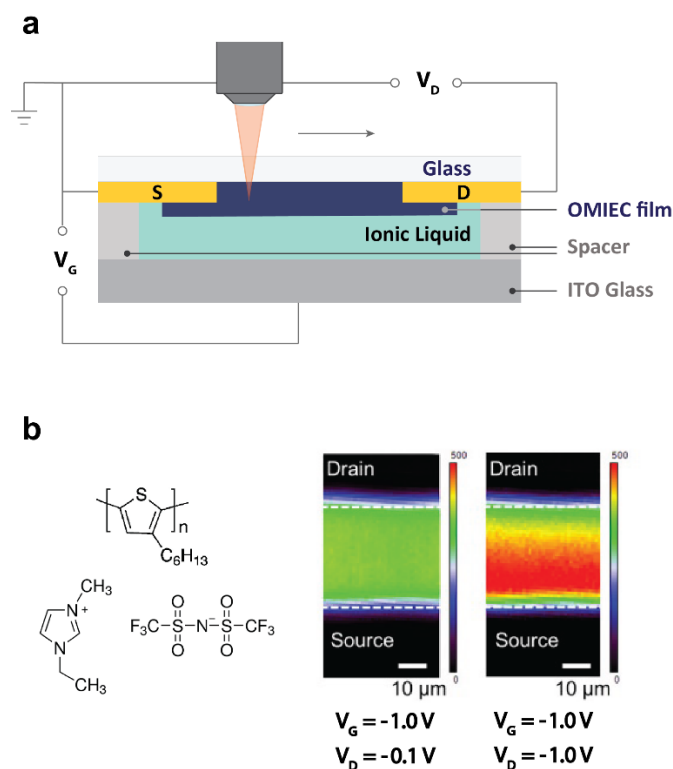 a
V_D
Glass
S
D
OMIEC film
Ionic Liquid
Spacer
V_G
ITO Glass
b
S
n
C₆H₁₃
CH₃
N
+
N
CH₃
O O
F₃C S N⁻ S CF₃
O O
Drain
500
Source
0
10 μm
Drain
500
Source
0
10 μm
V_G = -1.0 V
V_D = -0.1 V
V_G = -1.0 V
V_D = -1.0 V